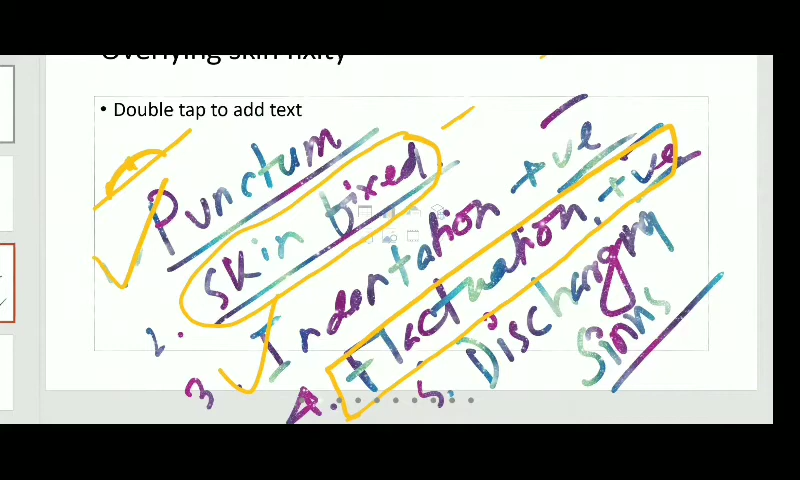 Overlying skin fixity
• Double tap to add text
Punctum
2. Skin fixed
3. Indentation +ve
4. Fluctuation +ve
5. Discharging
Sinus